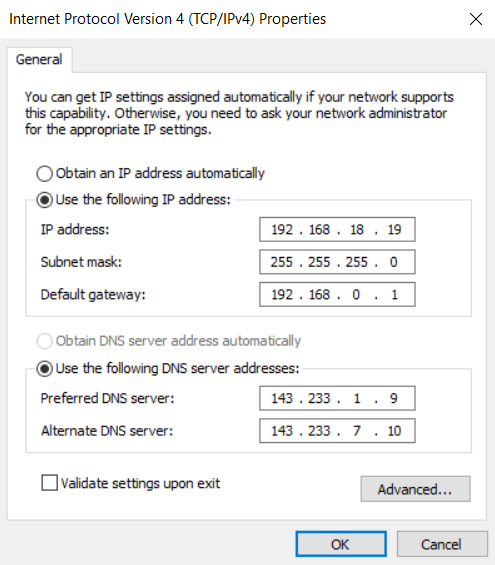 Internet Protocol Version 4 (TCP/IPv4) Properties
General
You can get IP settings assigned automatically if your network supports
this capability. Otherwise, you need to ask your network administrator
for the appropriate IP settings.
Obtain an IP address automatically
Use the following IP address:
IP address: 192 . 168 . 18 . 19
Subnet mask: 255 . 255 . 255 . 0
Default gateway: 192 . 168 . 0 . 1
Obtain DNS server address automatically
Use the following DNS server addresses:
Preferred DNS server: 143 . 233 . 1 . 9
Alternate DNS server: 143 . 233 . 7 . 10
Validate settings upon exit
Advanced...
OK Cancel